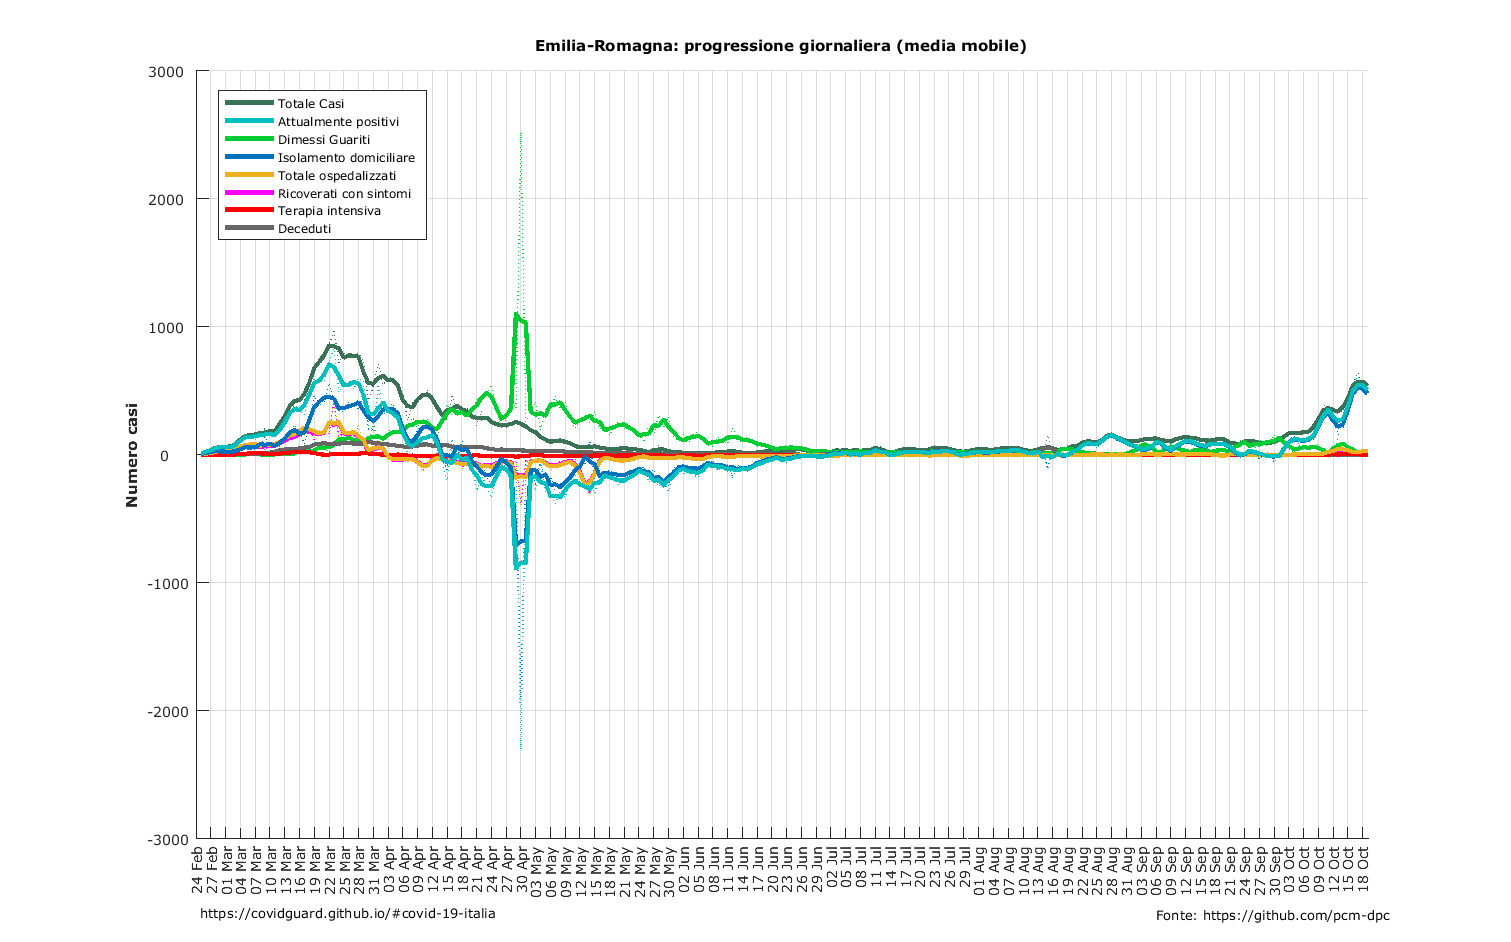 Emilia-Romagna: progressione giornaliera (media mobile)
3000
2000
1000
0
-1000
-2000
-3000
Numero casi
Totale Casi
Attualmente positivi
Dimessi Guariti
Isolamento domiciliare
Totale ospedalizzati
Ricoverati con sintomi
Terapia intensiva
Deceduti
24 Feb
27 Feb
01 Mar
04 Mar
07 Mar
10 Mar
13 Mar
16 Mar
19 Mar
22 Mar
25 Mar
28 Mar
31 Mar
03 Apr
06 Apr
09 Apr
12 Apr
15 Apr
18 Apr
21 Apr
24 Apr
27 Apr
30 Apr
03 May
06 May
09 May
12 May
15 May
18 May
21 May
24 May
27 May
30 May
02 Jun
05 Jun
08 Jun
11 Jun
14 Jun
17 Jun
20 Jun
23 Jun
26 Jun
29 Jun
02 Jul
05 Jul
08 Jul
11 Jul
14 Jul
17 Jul
20 Jul
23 Jul
26 Jul
29 Jul
01 Aug
04 Aug
07 Aug
10 Aug
13 Aug
16 Aug
19 Aug
22 Aug
25 Aug
28 Aug
31 Aug
03 Sep
06 Sep
09 Sep
12 Sep
15 Sep
18 Sep
21 Sep
24 Sep
27 Sep
30 Sep
03 Oct
06 Oct
09 Oct
12 Oct
15 Oct
18 Oct
https://covidguard.github.io/#covid-19-italia
Fonte: https://github.com/pcm-dpc